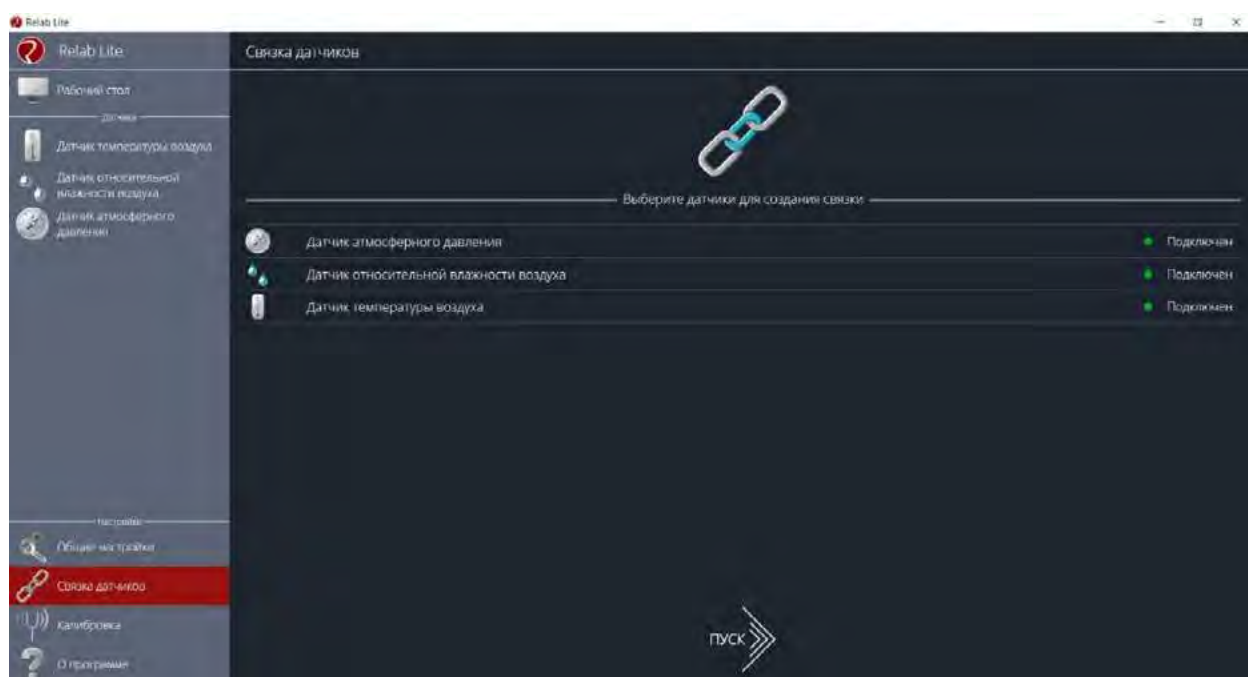 Relab Lite
Relab Lite
Связка датчиков
Рабочий стол
Датчики
Датчик температуры воздуха
Датчик относительной
влажности воздуха
Датчик атмосферного
давления
Выберите датчики для создания связки
Датчик атмосферного давления
Подключен
Датчик относительной влажности воздуха
Подключен
Датчик температуры воздуха
Подключен
Настройки
Общие настройки
Связка датчиков
Калибровка
О программе
ПУСК